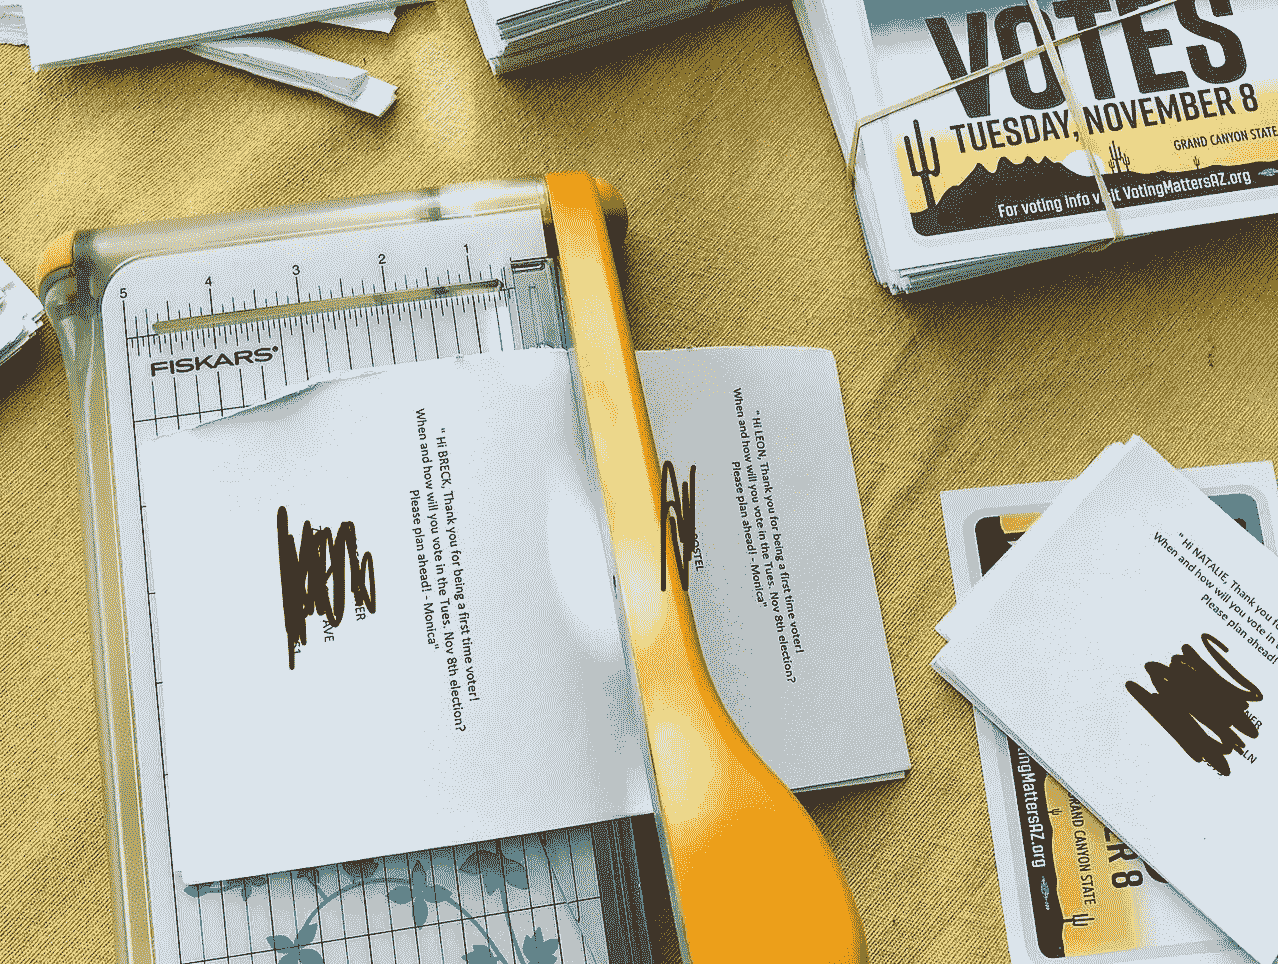 VOTES
TUESDAY, NOVEMBER 8
GRAND CANYON STATE
For voting info visit VotingMattersAZ.org
5 4 3 2 1
FISKARS
" Hi BRECK, Thank you for being a first time voter!
When and how will you vote in the Tues. Nov 8th election?
Please plan ahead! - Monica"
AVE
" Hi LEON, Thank you for being a first time voter!
When and how will you vote in the Tues. Nov 8th election?
Please plan ahead! - Monica"
" Hi NATALIE, Thank you
When and how will you vote in
Please plan ahead!
LN
VotingMattersAZ.org
GRAND CANYON STATE
ER 8